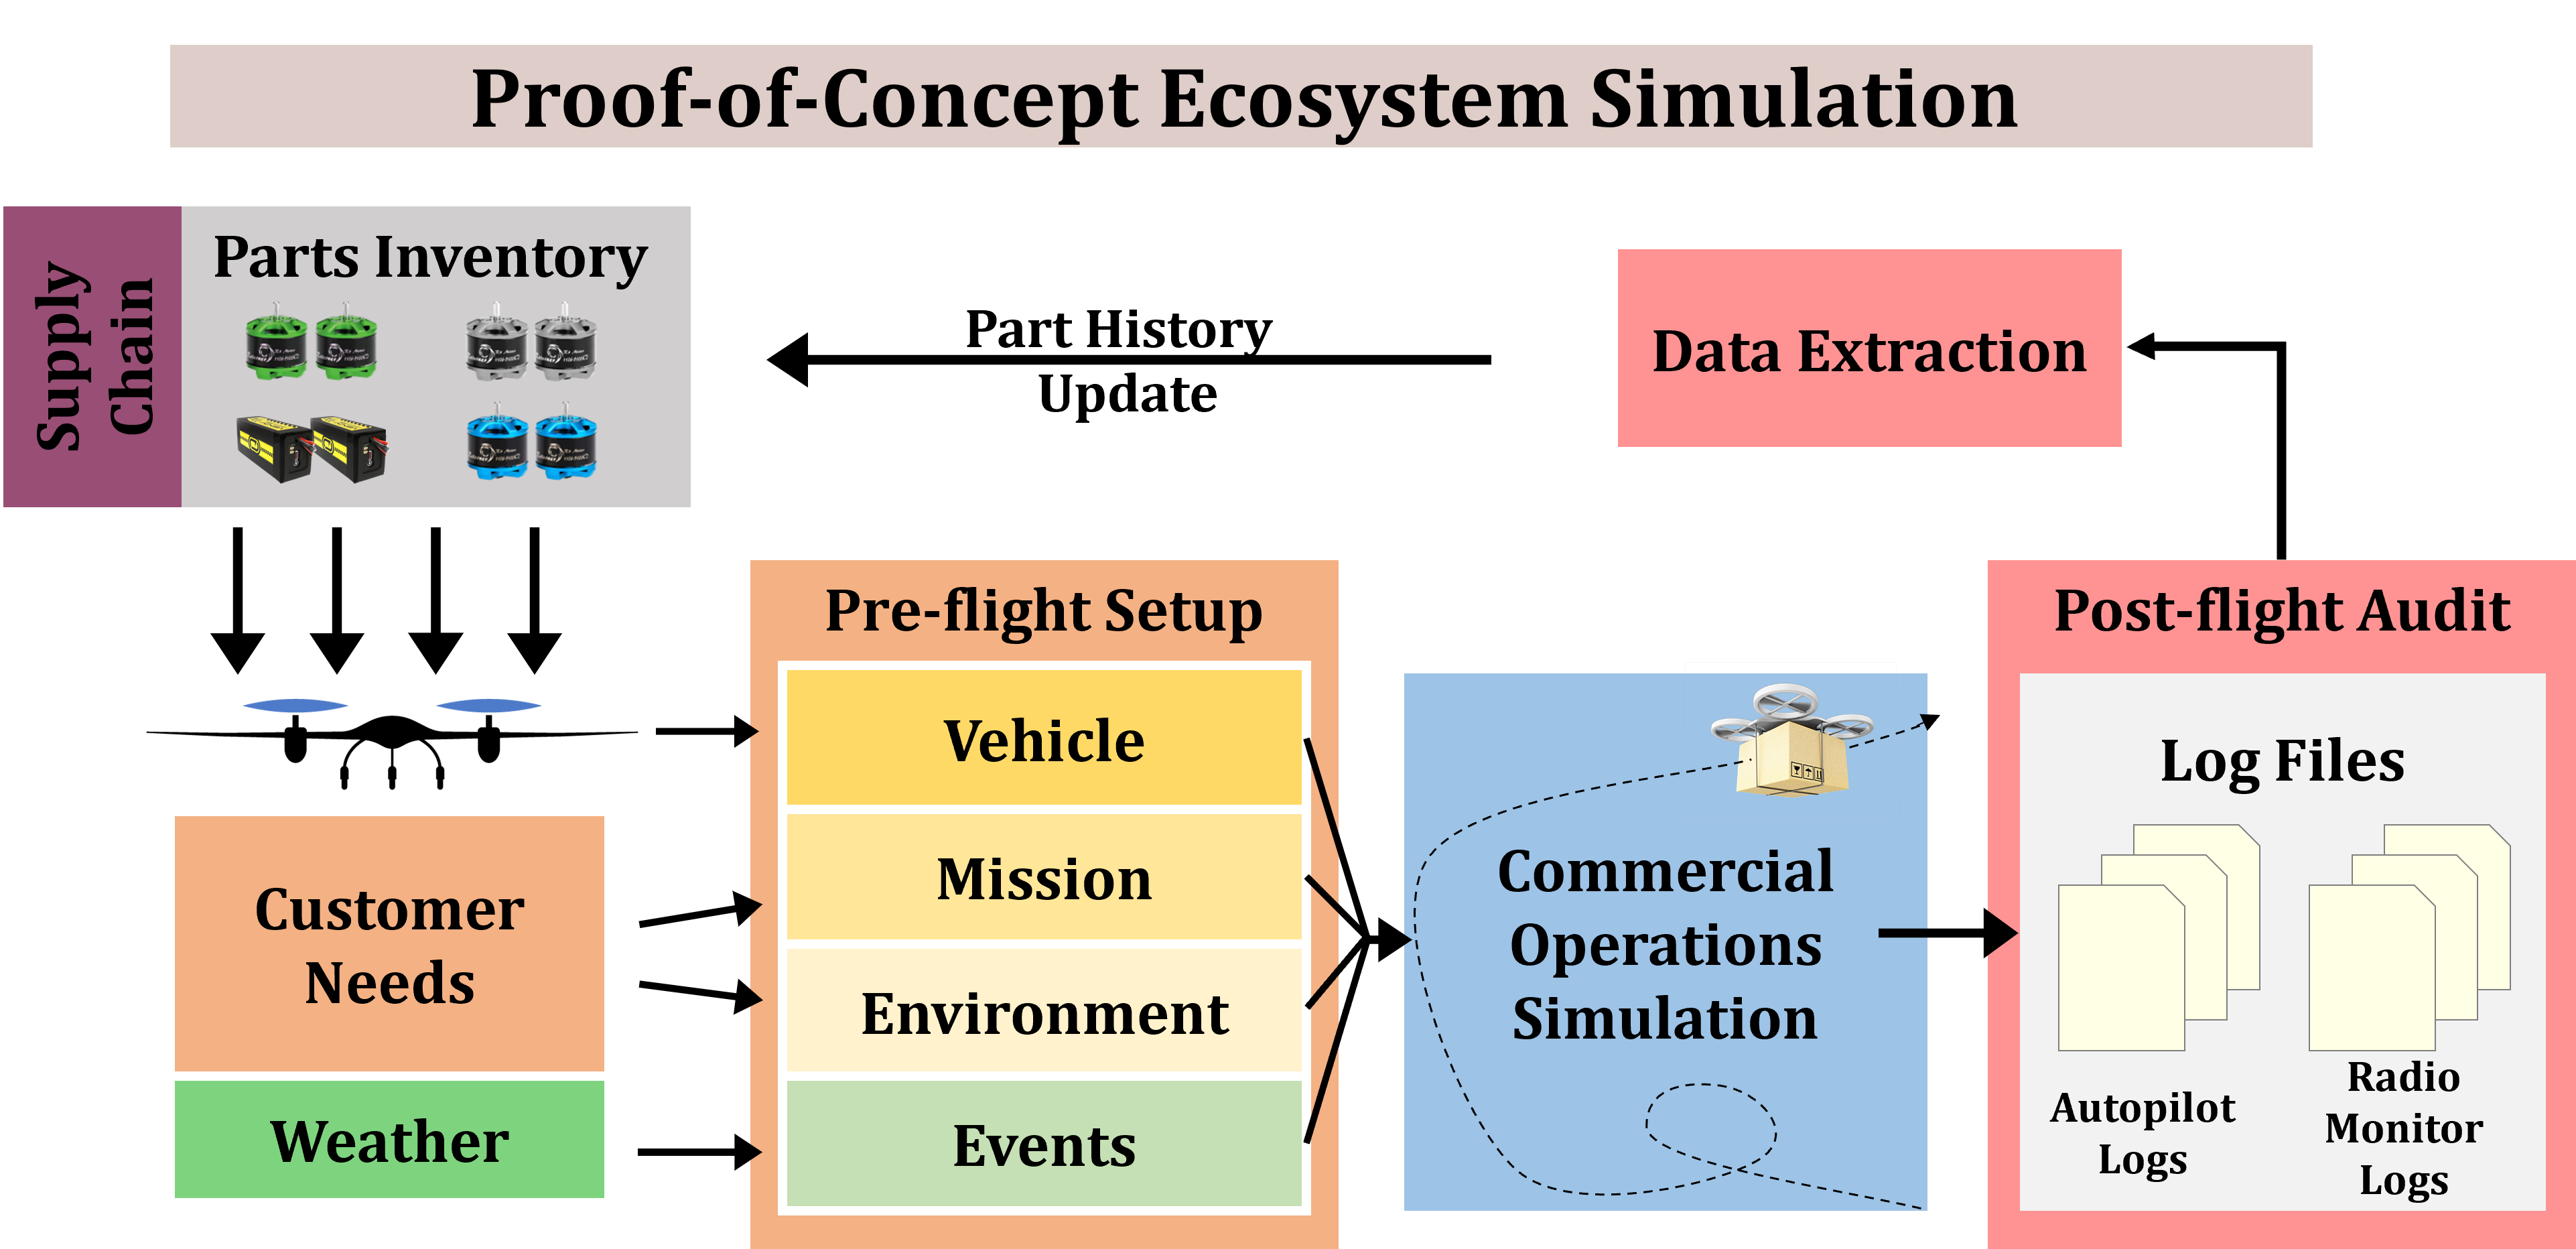 Proof-of-Concept Ecosystem Simulation
Supply
Chain
Parts Inventory
Part History
Update
Data Extraction
Pre-flight Setup
Vehicle
Mission
Environment
Events
Customer
Needs
Weather
Commercial
Operations
Simulation
Post-flight Audit
Log Files
Autopilot
Logs
Radio
Monitor
Logs